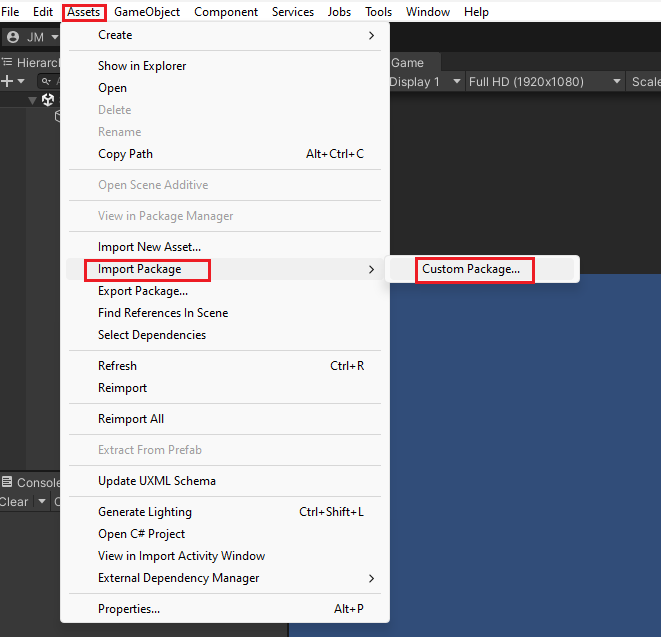 File Edit Assets GameObject Component Services Jobs Tools Window Help
JM
Hierarch
Game
Display 1 Full HD (1920x1080) Scale
Create
Show in Explorer
Open
Delete
Rename
Copy Path Alt+Ctrl+C
Open Scene Additive
View in Package Manager
Import New Asset...
Import Package Custom Package...
Export Package...
Find References In Scene
Select Dependencies
Refresh Ctrl+R
Reimport
Reimport All
Extract From Prefab
Update UXML Schema
Console
Clear
Generate Lighting Ctrl+Shift+L
Open C# Project
View in Import Activity Window
External Dependency Manager
Properties... Alt+P